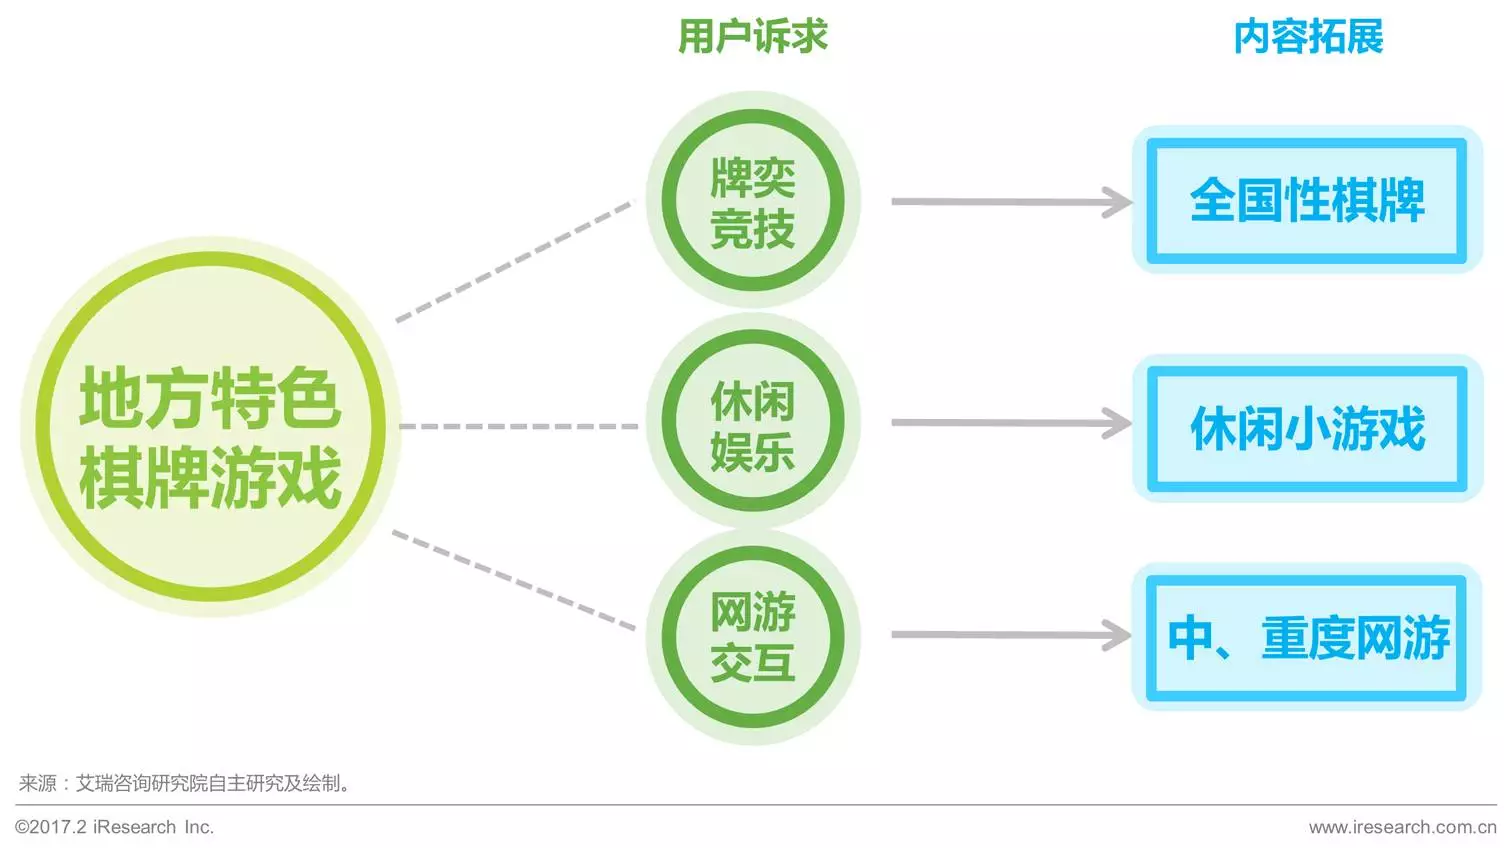 用户诉求
内容拓展
地方特色
棋牌游戏
牌奕
竞技
全国性棋牌
休闲
娱乐
休闲小游戏
网游
交互
中、重度网游
来源：艾瑞咨询研究院自主研究及绘制。
©2017.2 iResearch Inc.
www.iresearch.com.cn